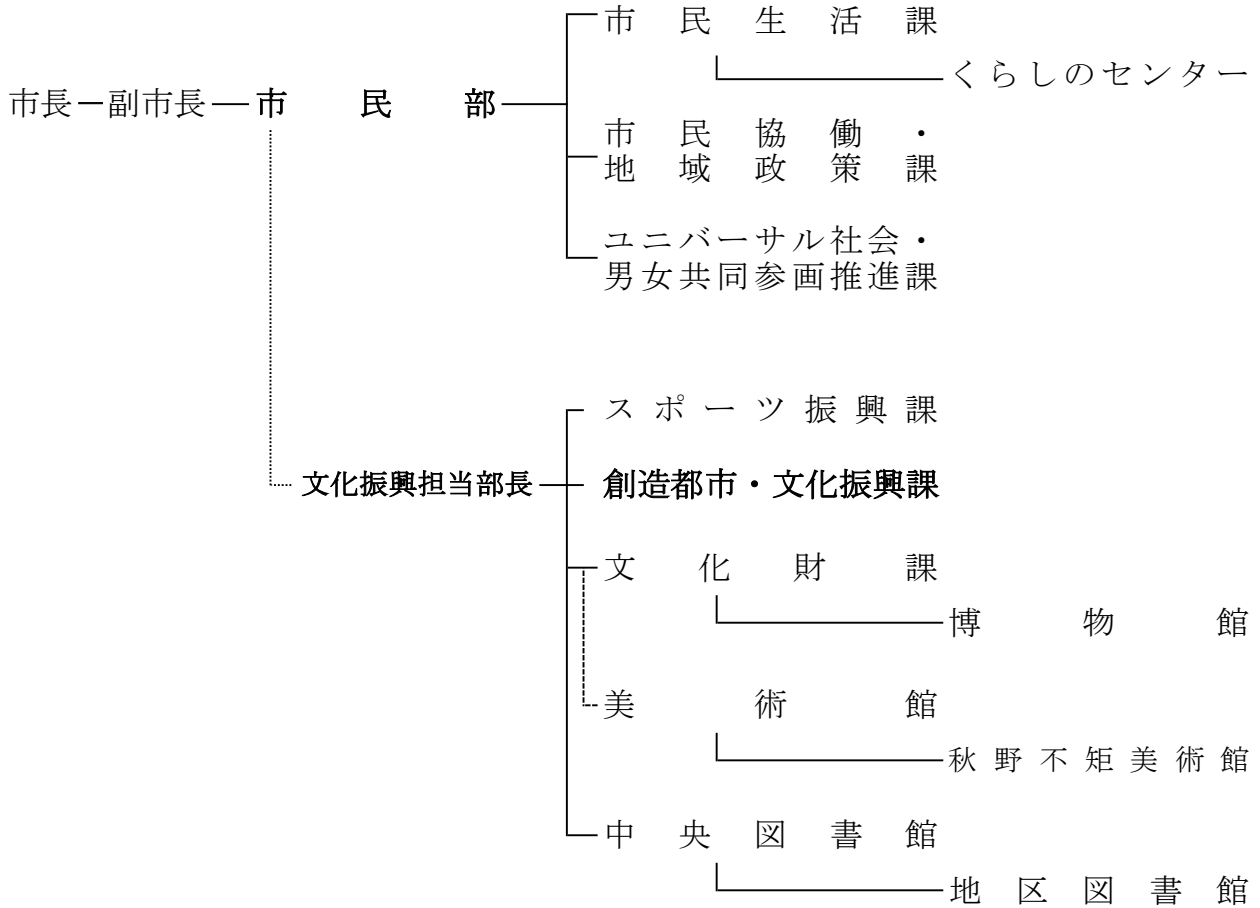 市民生活課
くらしのセンター
市長－副市長―市民部
市民協働・
地域政策課
ユニバーサル社会・
男女共同参画推進課
スポーツ振興課
文化振興担当部長
創造都市・文化振興課
文化財課
博物館
美術館
秋野不矩美術館
中央図書館
地区図書館